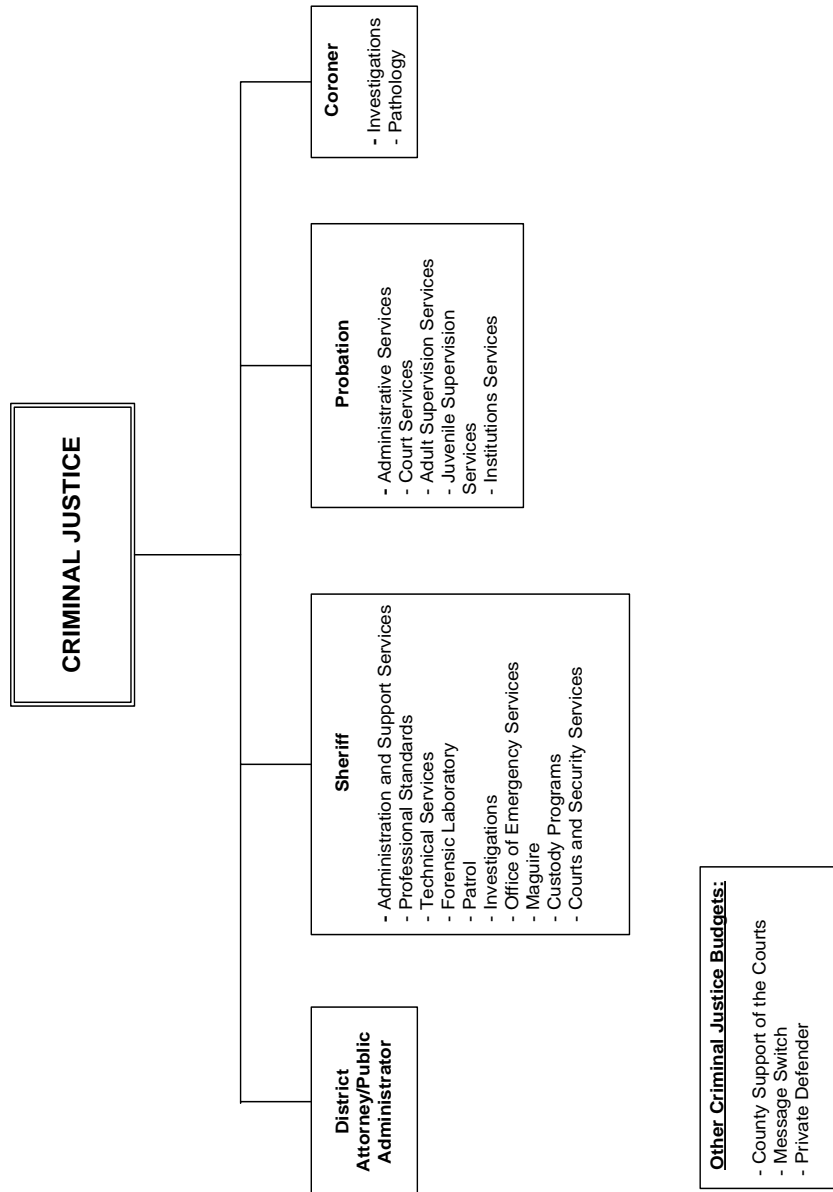 CRIMINAL JUSTICE
District
Attorney/Public
Administrator
Sheriff
- Administration and Support Services
- Professional Standards
- Technical Services
- Forensic Laboratory
- Patrol
- Investigations
- Office of Emergency Services
- Maguire
- Custody Programs
- Courts and Security Services
Probation
- Administrative Services
- Court Services
- Adult Supervision Services
- Juvenile Supervision
Services
- Institutions Services
Coroner
- Investigations
- Pathology
Other Criminal Justice Budgets:
- County Support of the Courts
- Message Switch
- Private Defender